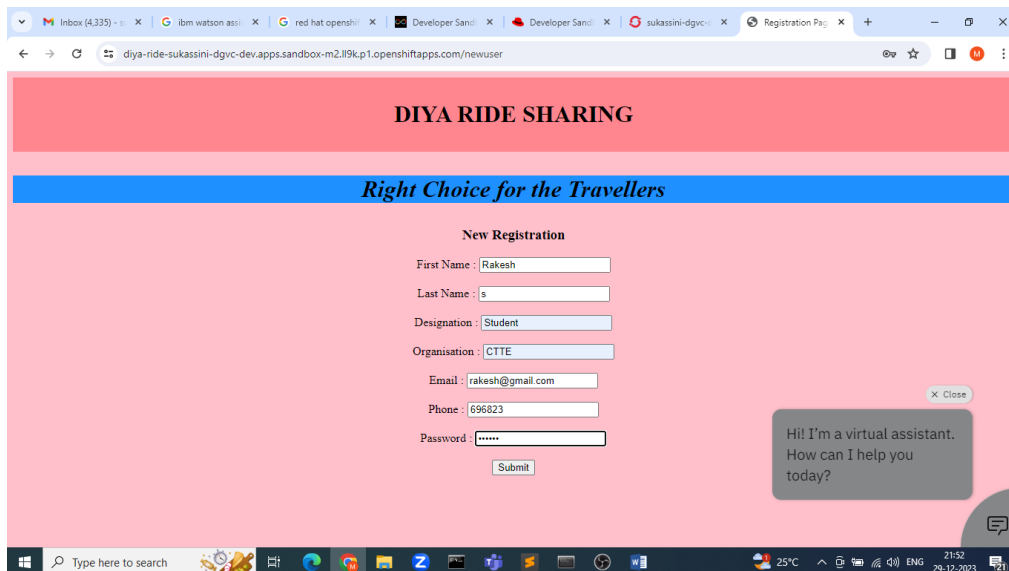 Inbox (4,335) - s
ibm watson assi
red hat openshif
Developer Sand
Developer Sand
sukassini-dgvc-d
Registration Pag
diya-ride-sukassini-dgvc-dev.apps.sandbox-m2.ll9k.p1.openshiftapps.com/newuser
M
DIYA RIDE SHARING
Right Choice for the Travellers
New Registration
First Name : Rakesh
Last Name : s
Designation : Student
Organisation : CTTE
Email : rakesh@gmail.com
Phone : 696823
Password : ••••••
Submit
× Close
Hi! I'm a virtual assistant.
How can I help you
today?
Type here to search
25°C
ENG
21:52
29-12-2023
21